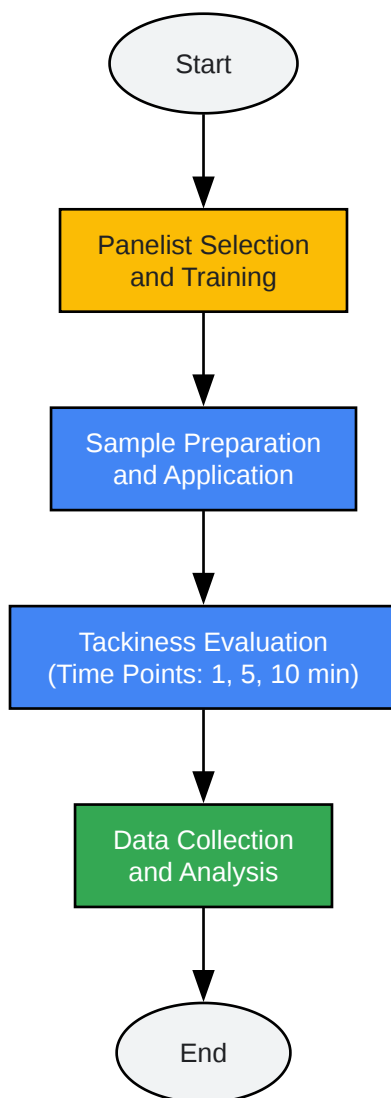 Start
Panelist Selection
and Training
Sample Preparation
and Application
Tackiness Evaluation
(Time Points: 1, 5, 10 min)
Data Collection
and Analysis
End